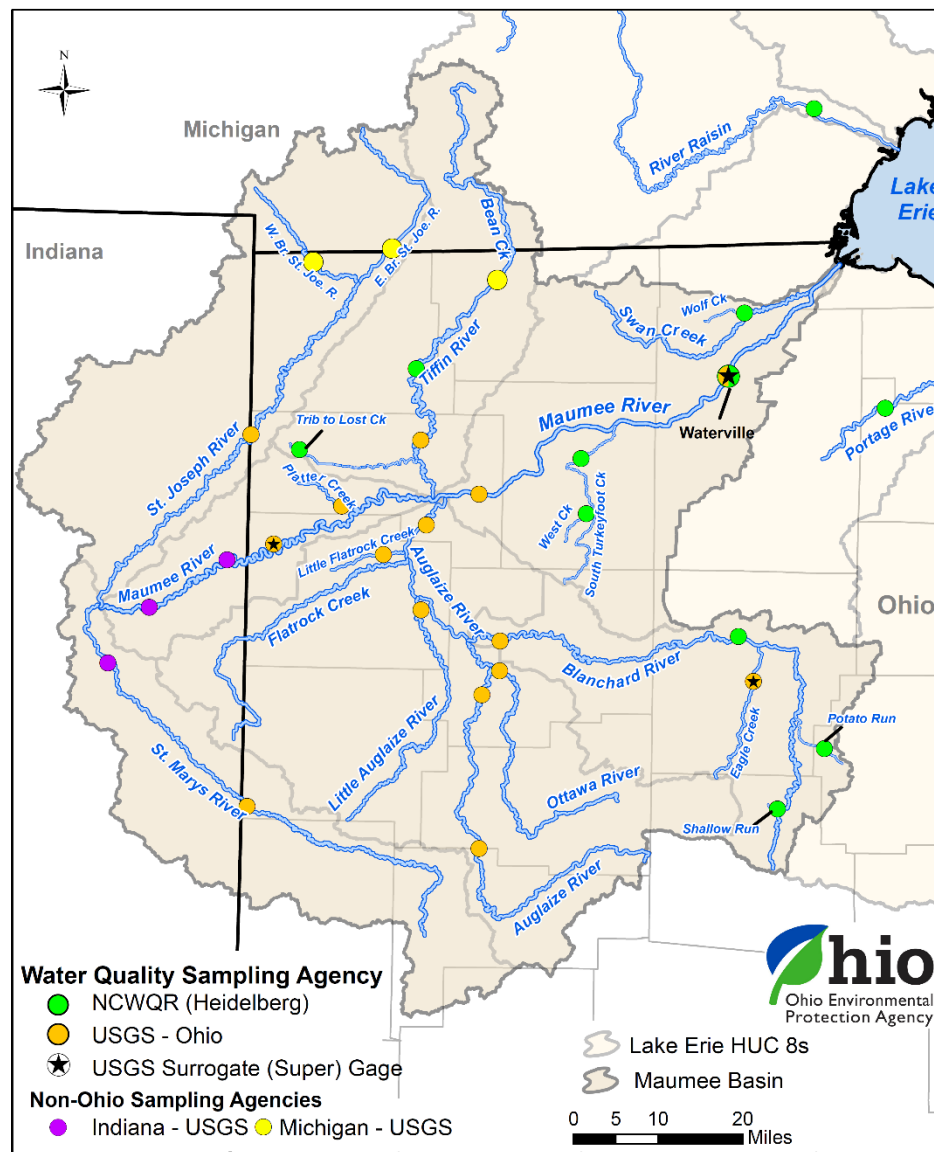 N
Michigan
River Raisin
Lake
Erie
Indiana
W. Br. St. Joe. R.
E. Br. St. Joe. R.
Bean Ck
Wolf Ck
Swan Creek
Tiffin River
Maumee River
Waterville
Portage River
Trib to Lost Ck
St. Joseph River
Platter Creek
West Ck
South Turkeyfoot Ck
Little Flatrock Creek
Maumee River
Auglaize River
Flatrock Creek
Ohio
Blanchard River
Eagle Creek
Potato Run
Little Auglaize River
St. Marys River
Ottawa River
Shallow Run
Auglaize River
Water Quality Sampling Agency
NCWQR (Heidelberg)
USGS - Ohio
USGS Surrogate (Super) Gage
Non-Ohio Sampling Agencies
Indiana - USGS
Michigan - USGS
Ohio
Ohio Environmental
Protection Agency
Lake Erie HUC 8s
Maumee Basin
0 5 10 20
Miles